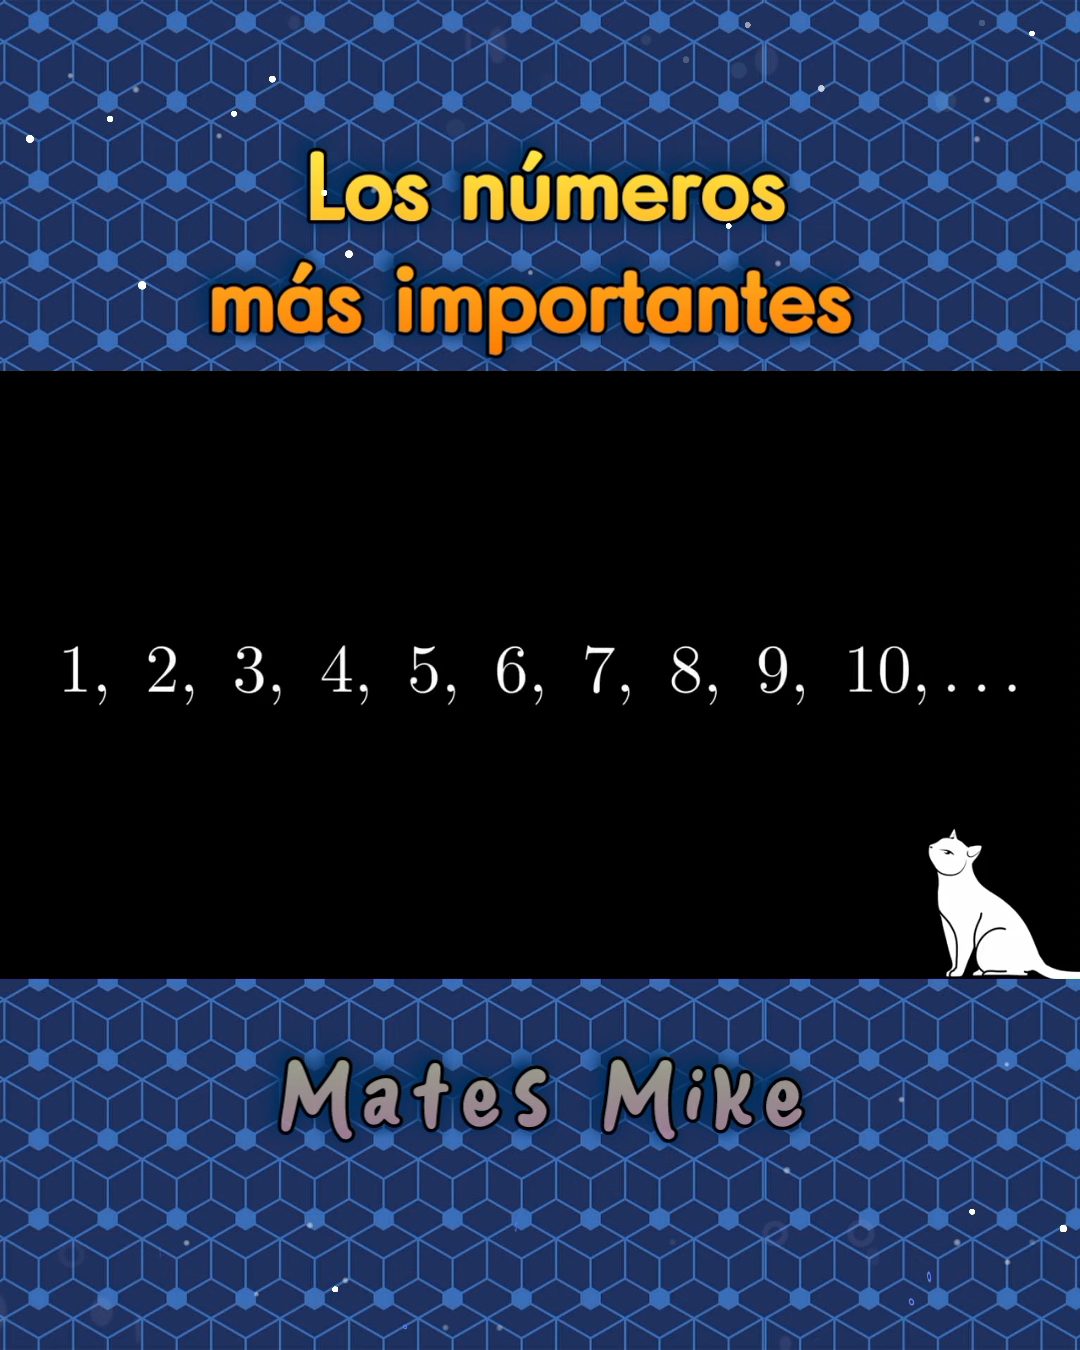 Los números
más importantes
1, 2, 3, 4, 5, 6, 7, 8, 9, 10, . . .
Mates Mike